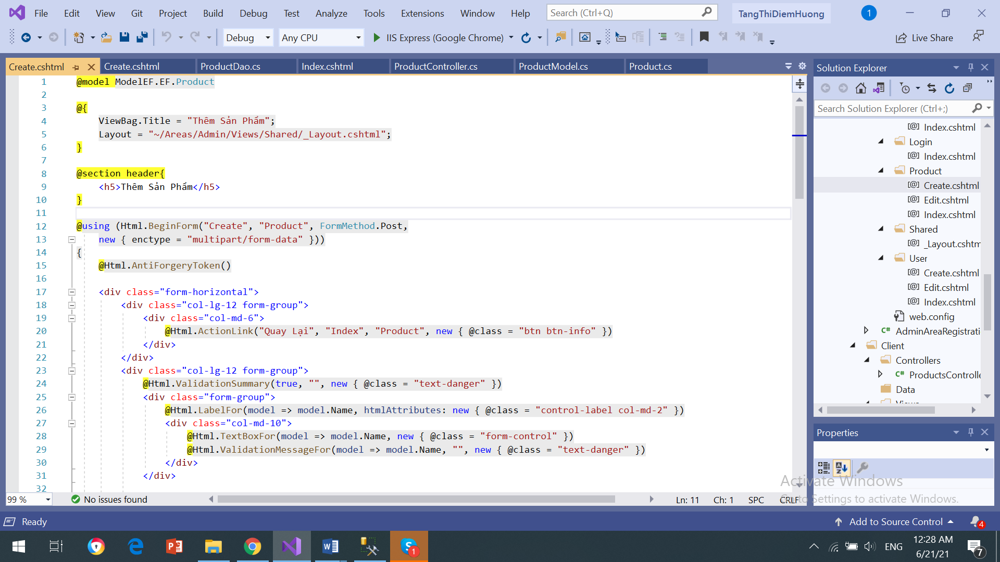 File Edit View Git Project Build Debug Test Analyze Tools Extensions Window Help Search (Ctrl+Q) TangThiDiemHuong 1
Debug Any CPU IIS Express (Google Chrome) Live Share
Create.cshtml Create.cshtml ProductDao.cs Index.cshtml ProductController.cs ProductModel.cs Product.cs
1 @model ModelEF.EF.Product
2
3 @{
4 ViewBag.Title = "Thêm Sản Phẩm";
5 Layout = "~/Areas/Admin/Views/Shared/_Layout.cshtml";
6 }
7
8 @section header{
9 <h5>Thêm Sản Phẩm</h5>
10 }
11
12 @using (Html.BeginForm("Create", "Product", FormMethod.Post,
13 new { enctype = "multipart/form-data" }))
14 {
15 @Html.AntiForgeryToken()
16
17 <div class="form-horizontal">
18 <div class="col-lg-12 form-group">
19 <div class="col-md-6">
20 @Html.ActionLink("Quay Lại", "Index", "Product", new { @class = "btn btn-info" })
21 </div>
22 </div>
23 <div class="col-lg-12 form-group">
24 @Html.ValidationSummary(true, "", new { @class = "text-danger" })
25 <div class="form-group">
26 @Html.LabelFor(model => model.Name, htmlAttributes: new { @class = "control-label col-md-2" })
27 <div class="col-md-10">
28 @Html.TextBoxFor(model => model.Name, new { @class = "form-control" })
29 @Html.ValidationMessageFor(model => model.Name, "", new { @class = "text-danger" })
30 </div>
31 </div>
32
99 % No issues found Ln: 11 Ch: 1 SPC CRLF
Solution Explorer
Search Solution Explorer (Ctrl+;)
Index.cshtml
Login
Index.cshtml
Product
Create.cshtml
Edit.cshtml
Index.cshtml
Shared
_Layout.cshtm
User
Create.cshtml
Edit.cshtml
Index.cshtml
web.config
C# AdminAreaRegistrati
Client
Controllers
C# ProductsControlle
Data
Views
Properties
Activate Windows
Go to Settings to activate Windows.
Ready Add to Source Control 4
1 ENG 12:28 AM
6/21/21 7